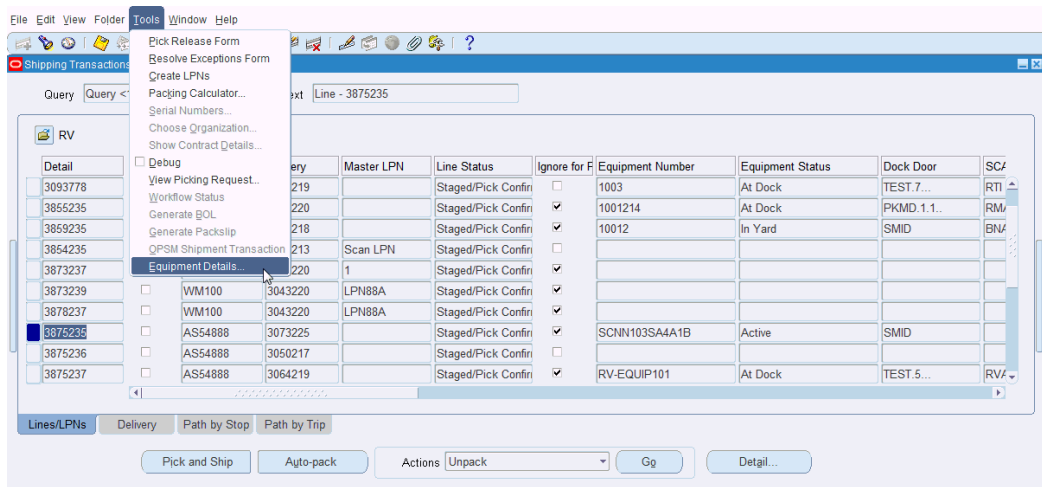 File Edit View Folder Tools Window Help
Pick Release Form
Resolve Exceptions Form
Create LPNs
Packing Calculator...
Serial Numbers...
Choose Organization...
Show Contract Details...
Debug
View Picking Request...
Workflow Status
Generate BOL
Generate Packslip
OPSM Shipment Transaction
Equipment Details...
Shipping Transactions
Query Query < ext Line - 3875235
RV
Detail ery Master LPN Line Status Ignore for F Equipment Number Equipment Status Dock Door SCA
3093778 219 Staged/Pick Confir 1003 At Dock TEST.7... RTI
3855235 220 Staged/Pick Confir 1001214 At Dock PKMD.1.1.. RMA
3859235 218 Staged/Pick Confir 10012 In Yard SMID BNA
3854235 213 Scan LPN Staged/Pick Confir
3873237 220 1 Staged/Pick Confir
3873239 WM100 3043220 LPN88A Staged/Pick Confir
3878237 WM100 3043220 LPN88A Staged/Pick Confir
3875235 AS54888 3073225 Staged/Pick Confir SCNN103SA4A1B Active SMID
3875236 AS54888 3050217 Staged/Pick Confir
3875237 AS54888 3064219 Staged/Pick Confir RV-EQUIP101 At Dock TEST.5... RVA
Lines/LPNs Delivery Path by Stop Path by Trip
Pick and Ship Auto-pack Actions Unpack Go Detail...